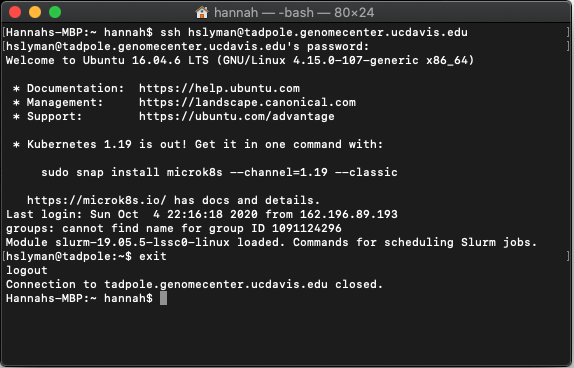 hannah — -bash — 80×24
[Hannahs-MBP:~ hannah$ ssh hslyman@tadpole.genomecenter.ucdavis.edu ]
[hslyman@tadpole.genomecenter.ucdavis.edu's password: ]
Welcome to Ubuntu 16.04.6 LTS (GNU/Linux 4.15.0-107-generic x86_64)
* Documentation:  https://help.ubuntu.com
* Management:     https://landscape.canonical.com
* Support:        https://ubuntu.com/advantage
* Kubernetes 1.19 is out! Get it in one command with:
sudo snap install microk8s --channel=1.19 --classic
https://microk8s.io/ has docs and details.
Last login: Sun Oct  4 22:16:18 2020 from 162.196.89.193
groups: cannot find name for group ID 1091124296
Module slurm-19.05.5-lssc0-linux loaded. Commands for scheduling Slurm jobs.
[hslyman@tadpole:~$ exit ]
logout
Connection to tadpole.genomecenter.ucdavis.edu closed.
Hannahs-MBP:~ hannah$